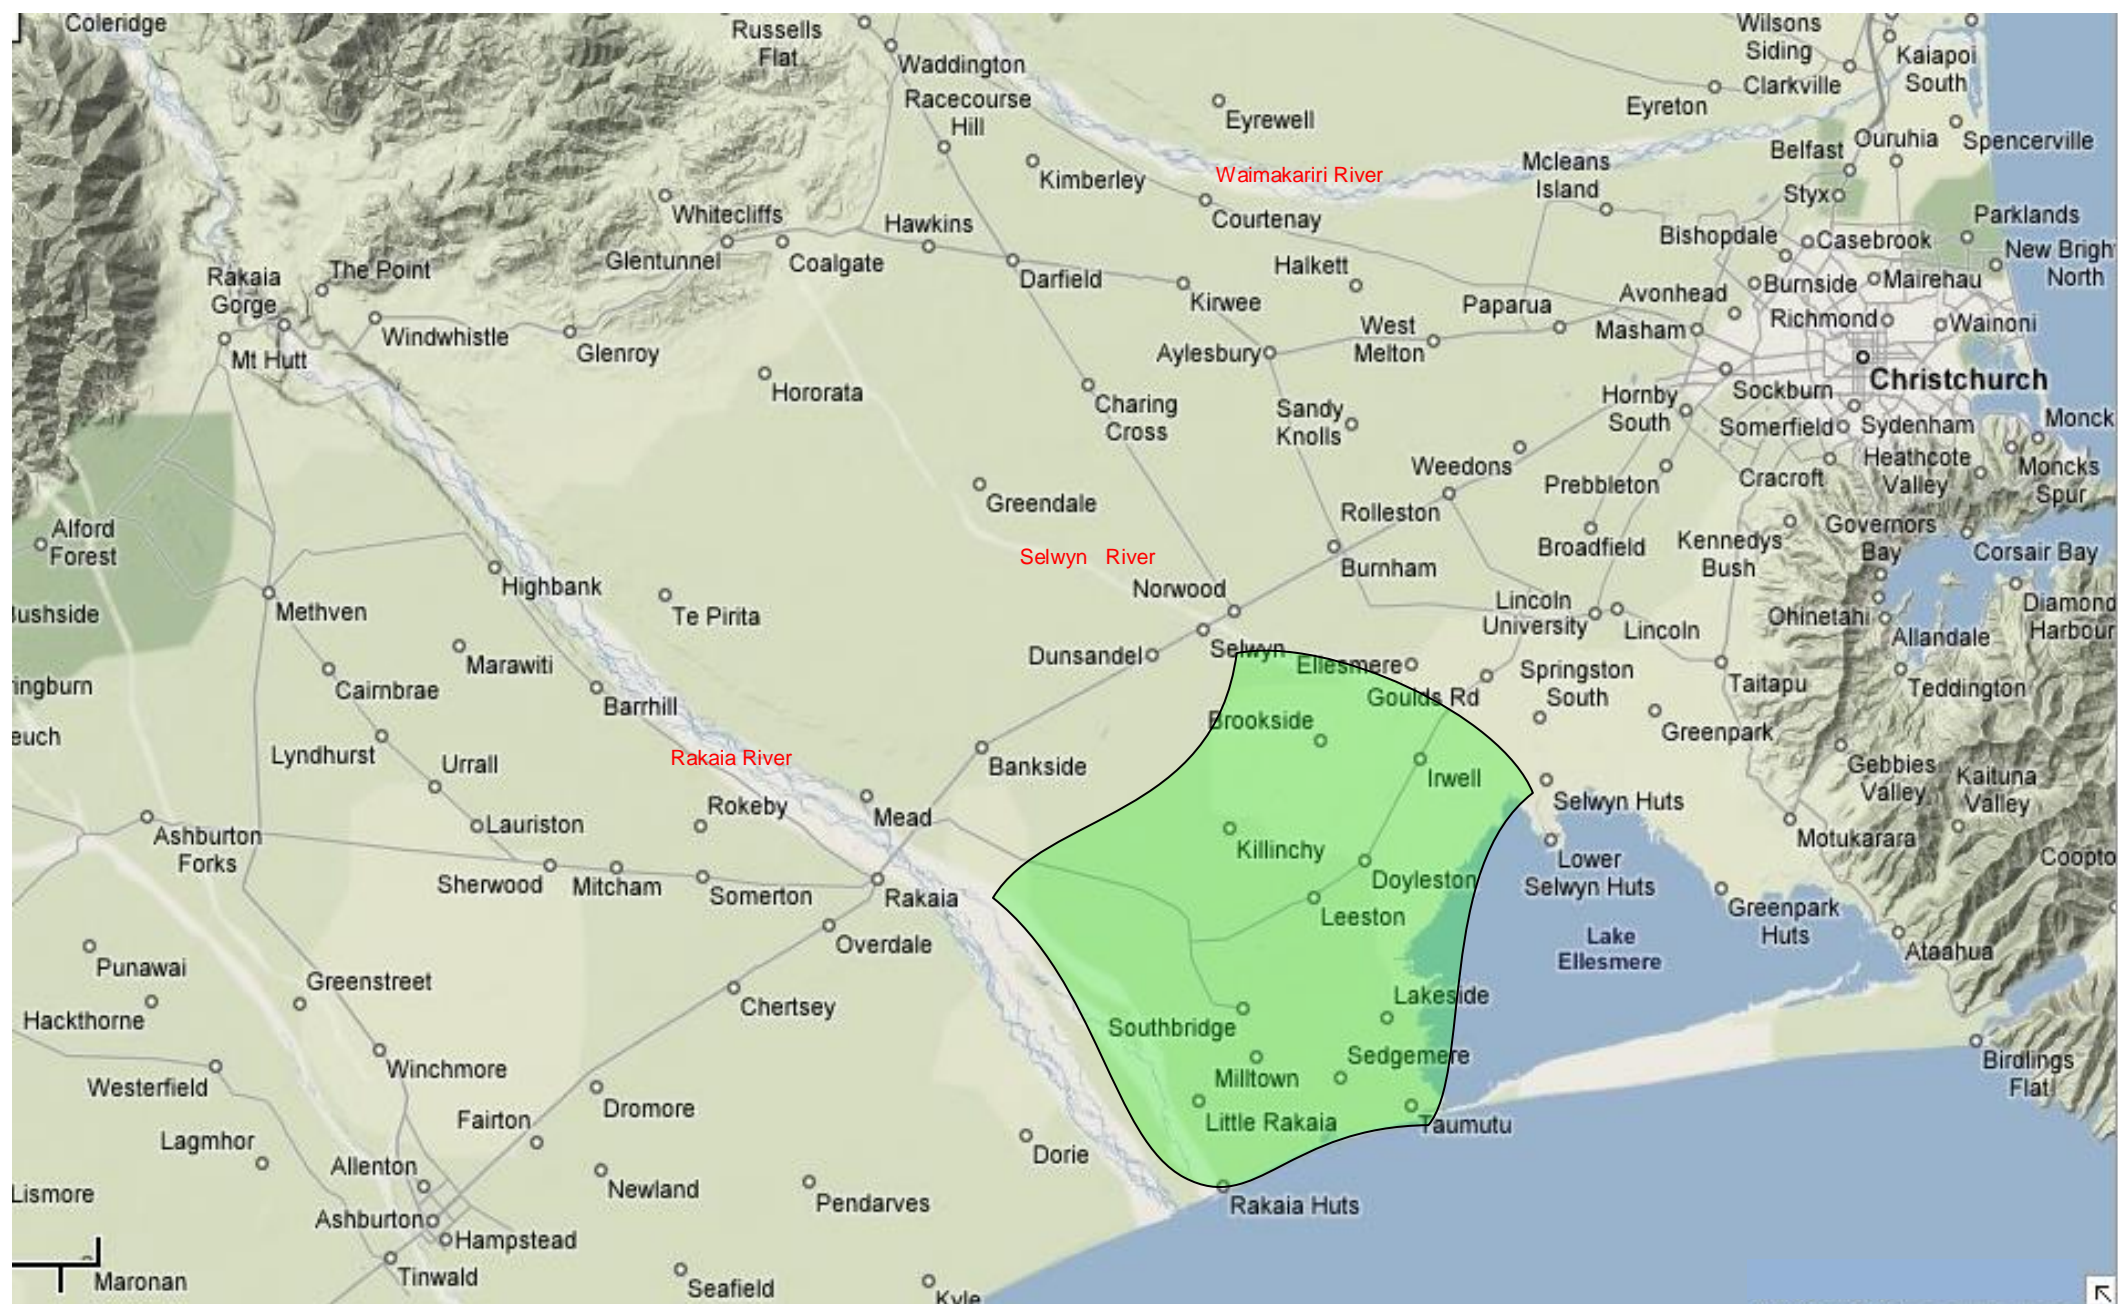 Coleridge
Russells
Flat
Waddington
Racecourse
Hill
Eyrewell
Wilsons
Siding
Kaiapoi
South
Clarkville
Eyreton
Ouruhia
Spencerville
Belfast
Mcleans
Island
Styx
Kimberley
Waimakariri River
Courtenay
Whitecliffs
Hawkins
Parklands
Bishopdale
Casebrook
New Brigh
North
Glentunnel
Coalgate
Darfield
Halkett
Rakaia
Gorge
The Point
Kirwee
Paparua
Avonhead
Burnside
Mairehau
Windwhistle
Glenroy
Mt Hutt
Aylesbury
West
Melton
Masham
Richmond
Wainoni
Hororata
Christchurch
Charing
Cross
Sandy
Knolls
Hornby
South
Sockburn
Somerfield
Sydenham
Monck
Weedons
Prebbleton
Cracroft
Heathcote
Valley
Moncks
Spur
Greendale
Rolleston
Alford
Forest
Broadfield
Kennedys
Bush
Governors
Bay
Corsair Bay
Selwyn   River
Burnham
Highbank
Norwood
Methven
Te Pirita
Lincoln
University
Lincoln
Ohinetahi
Diamond
Harbour
Allandale
Bushside
Marawiti
Dunsandel
Selwyn
Ellesmere
Goulds Rd
Springston
South
Taitapu
Teddington
ringburn
Cairnbrae
Barrhill
Brookside
Greenpark
euch
Lyndhurst
Urrall
Rakaia River
Bankside
Irwell
Gebbies
Valley
Kaituna
Valley
Selwyn Huts
Rokeby
Mead
Lauriston
Ashburton
Forks
Killinchy
Motukarara
Lower
Selwyn Huts
Coopto
Sherwood
Mitcham
Somerton
Rakaia
Doyleston
Leeston
Greenpark
Huts
Overdale
Lake
Ellesmere
Ataahua
Punawai
Greenstreet
Chertsey
Lakeside
Hackthorne
Southbridge
Winchmore
Milltown
Sedgemere
Birdlings
Flat
Westerfield
Dromore
Fairton
Little Rakaia
Taumutu
Lagmhor
Allenton
Dorie
Newland
Pendarves
Lismore
Rakaia Huts
Ashburton
Hampstead
Tinwald
Maronan
Seafield
Kyle